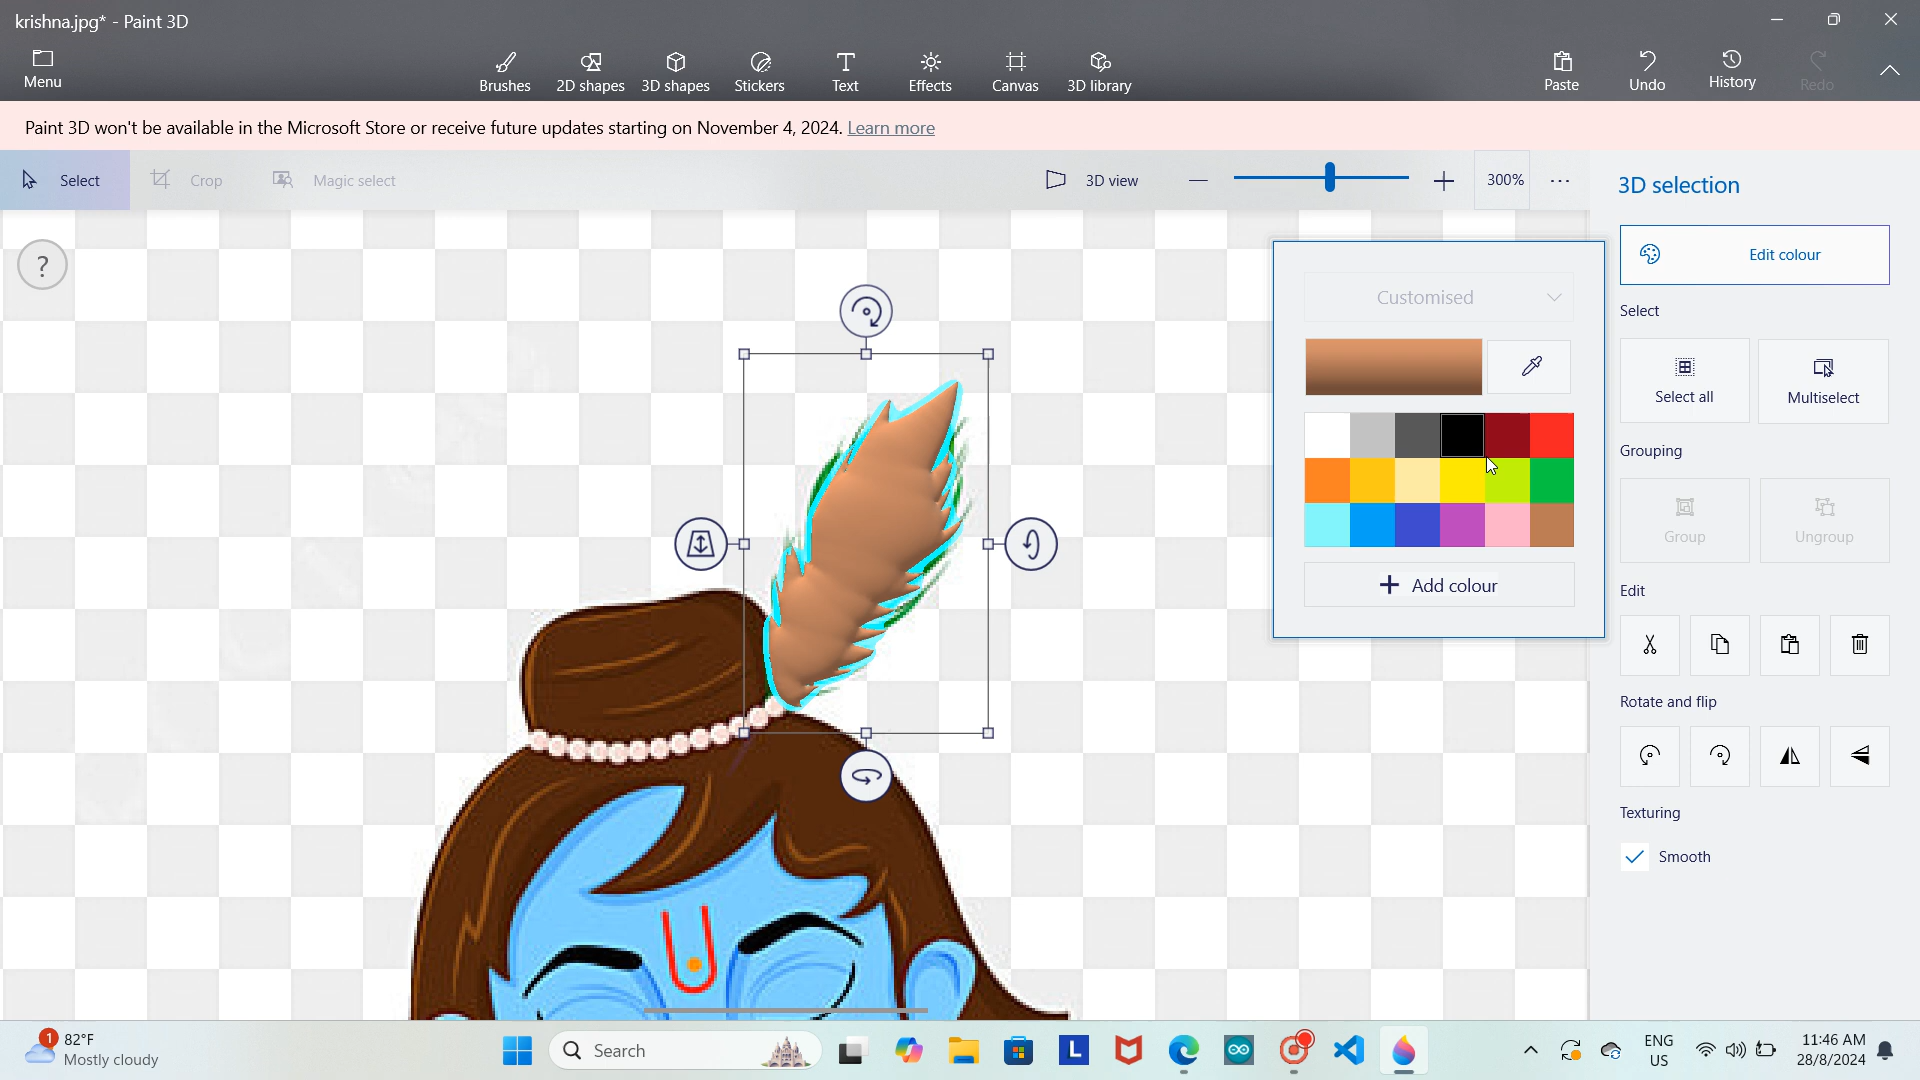 krishna.jpg* - Paint 3D
Menu
Brushes
2D shapes
3D shapes
Stickers
Text
Effects
Canvas
3D library
Paste
Undo
History
Redo
Paint 3D won't be available in the Microsoft Store or receive future updates starting on November 4, 2024. Learn more
Select
Crop
Magic select
3D view
300%
3D selection
?
Edit colour
Customised
Select
Select all
Multiselect
Grouping
Group
Ungroup
Add colour
Edit
Rotate and flip
Texturing
Smooth
1
82°F
Mostly cloudy
Search
L
ENG
US
11:46 AM
28/8/2024